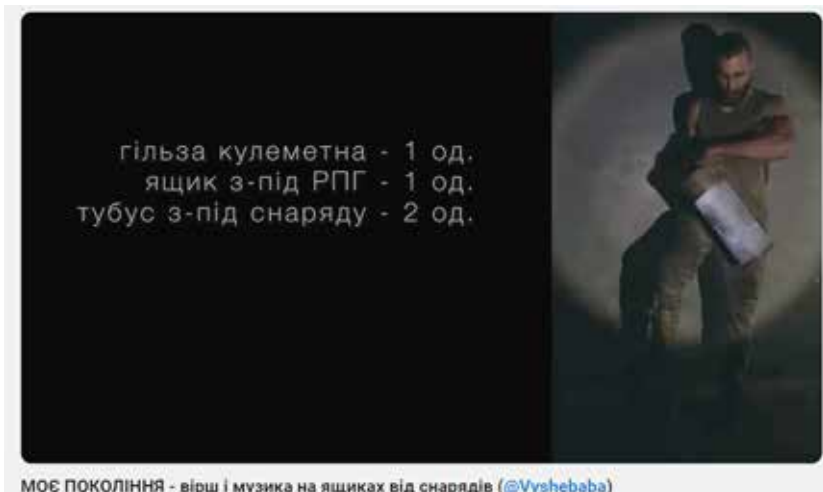 гільза кулеметна - 1 од.
ящик з-під РПГ - 1 од.
тубус з-під снаряду - 2 од.
МОЄ ПОКОЛІННЯ - вірш і музика на ящиках від снарядів (@Vyshebaba)